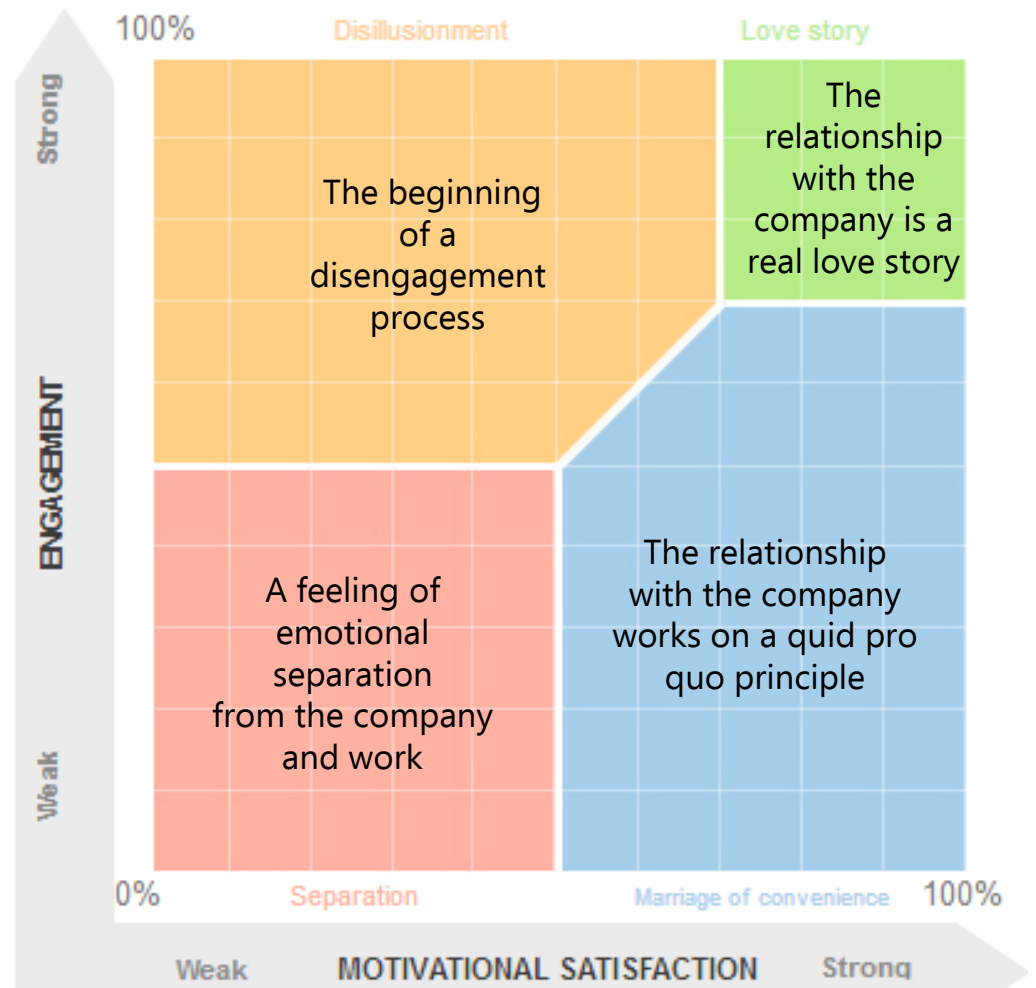 100%
Disillusionment
Love story
Strong
The
relationship
with the
company is a
real love story
The beginning
of a
disengagement
process
ENGAGEMENT
The relationship
with the company
works on a quid pro
quo principle
A feeling of
emotional
separation
from the company
and work
Weak
0%
Separation
Marriage of convenience
100%
Weak
MOTIVATIONAL SATISFACTION
Strong